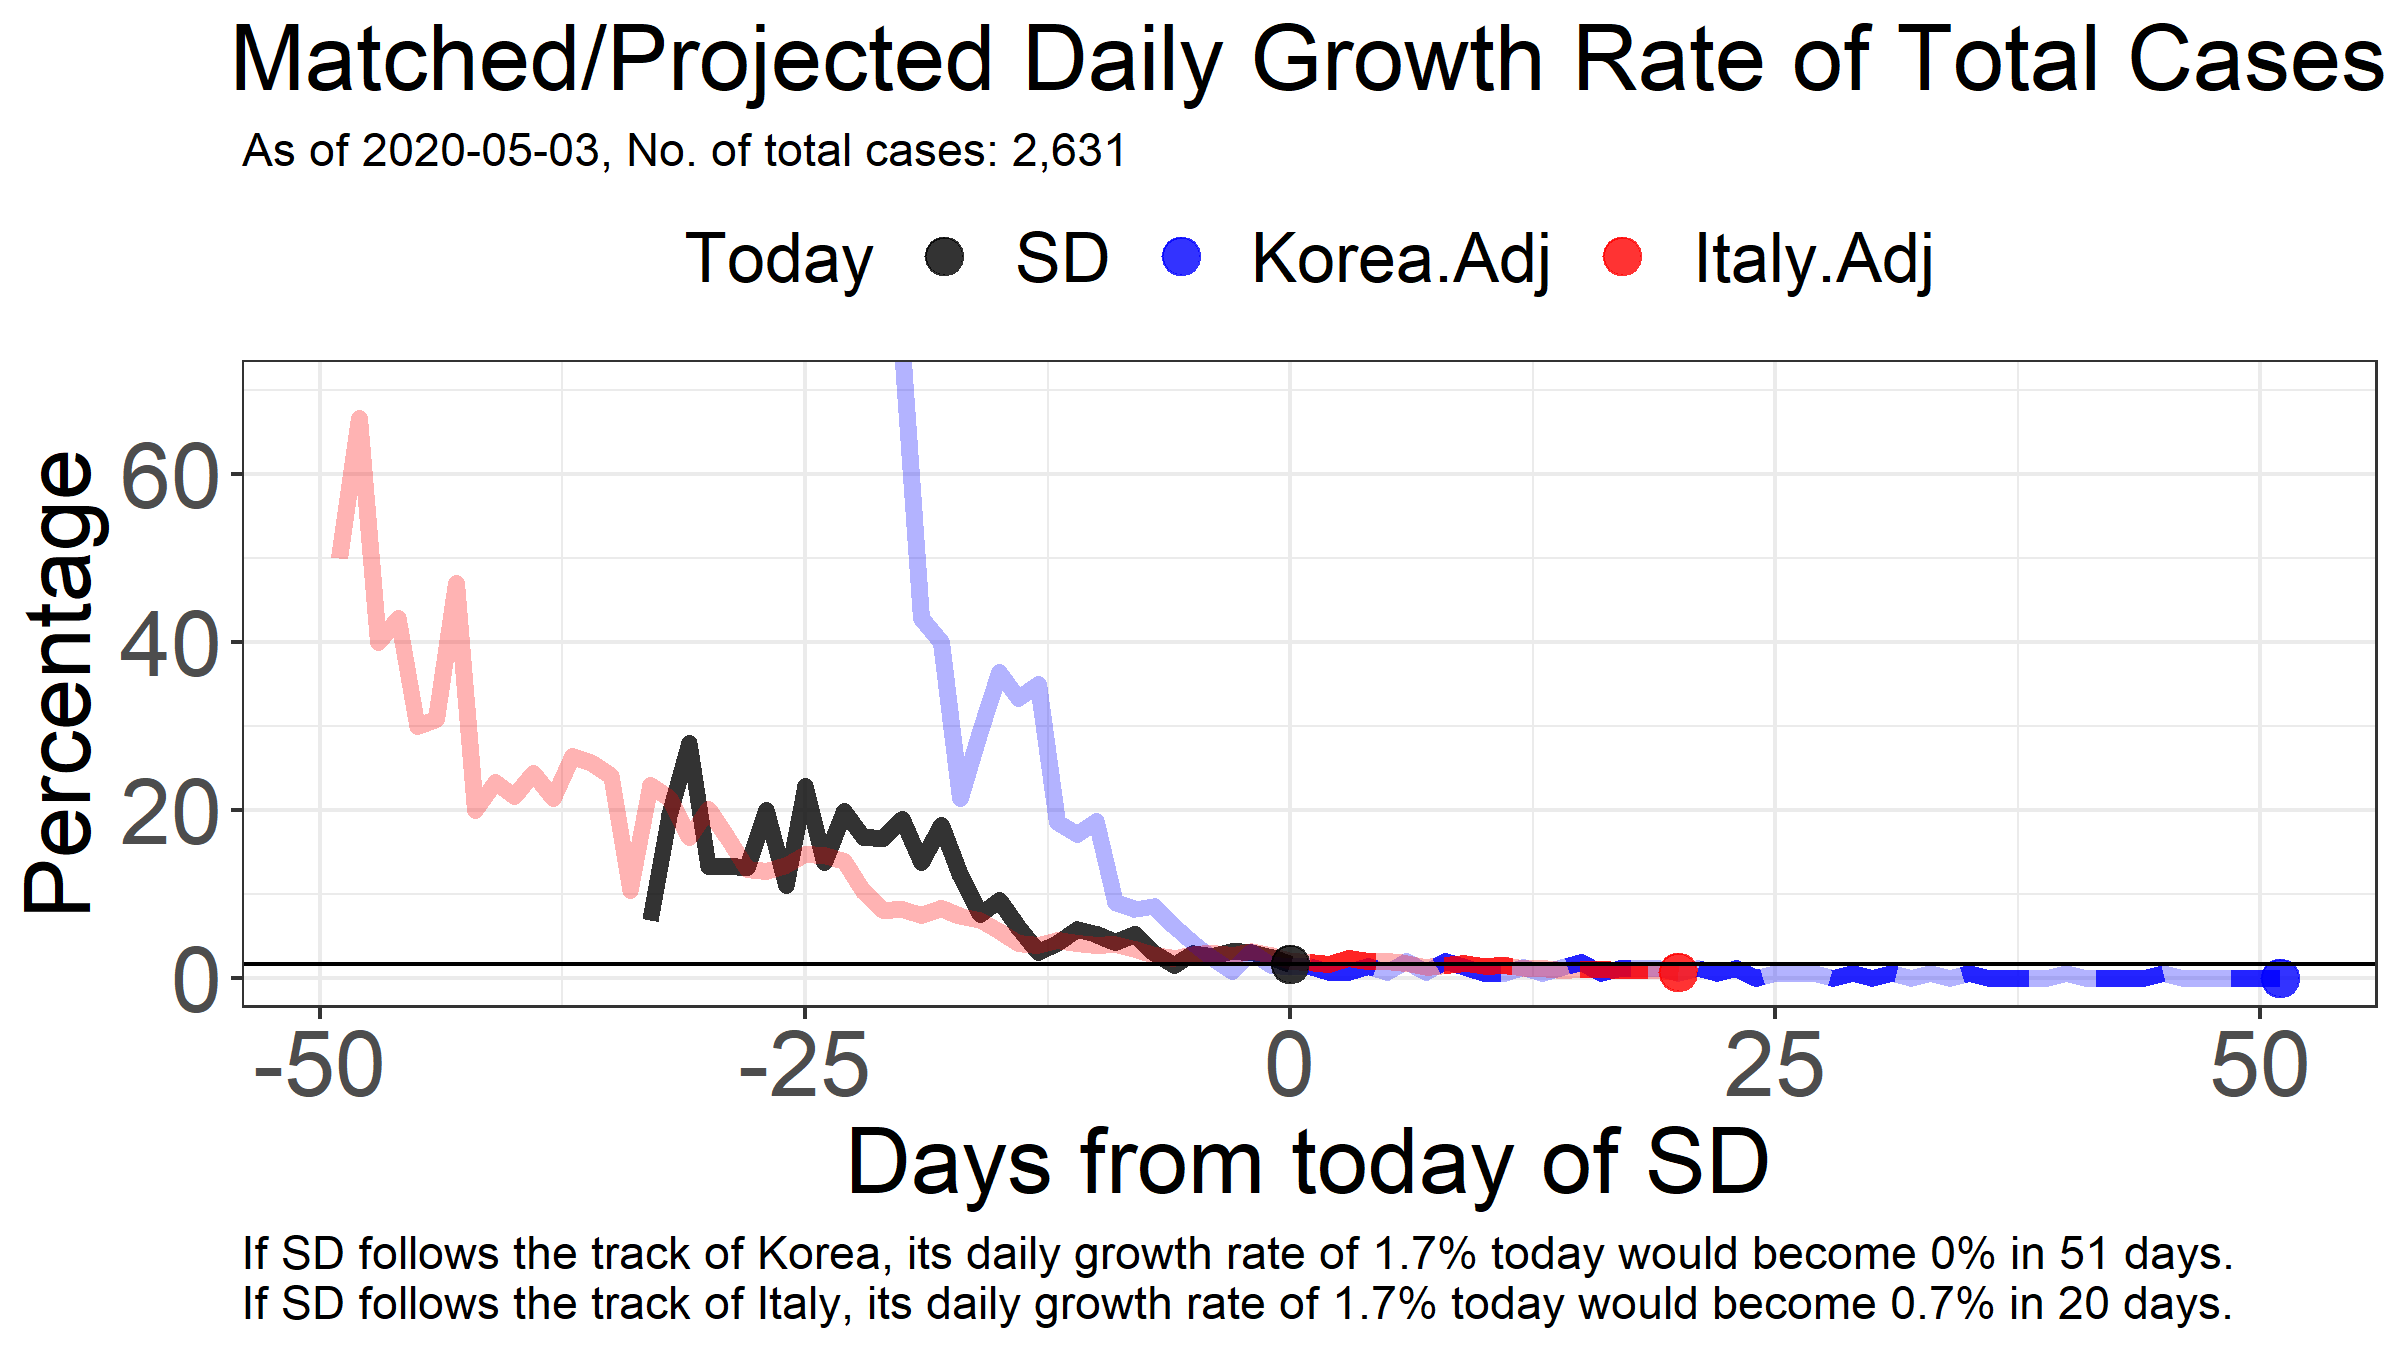 Matched/Projected Daily Growth Rate of Total Cases
As of 2020-05-03, No. of total cases: 2,631
Today SD Korea.Adj Italy.Adj
Percentage
60
40
20
0
-50 -25 0 25 50
Days from today of SD
If SD follows the track of Korea, its daily growth rate of 1.7% today would become 0% in 51 days.
If SD follows the track of Italy, its daily growth rate of 1.7% today would become 0.7% in 20 days.